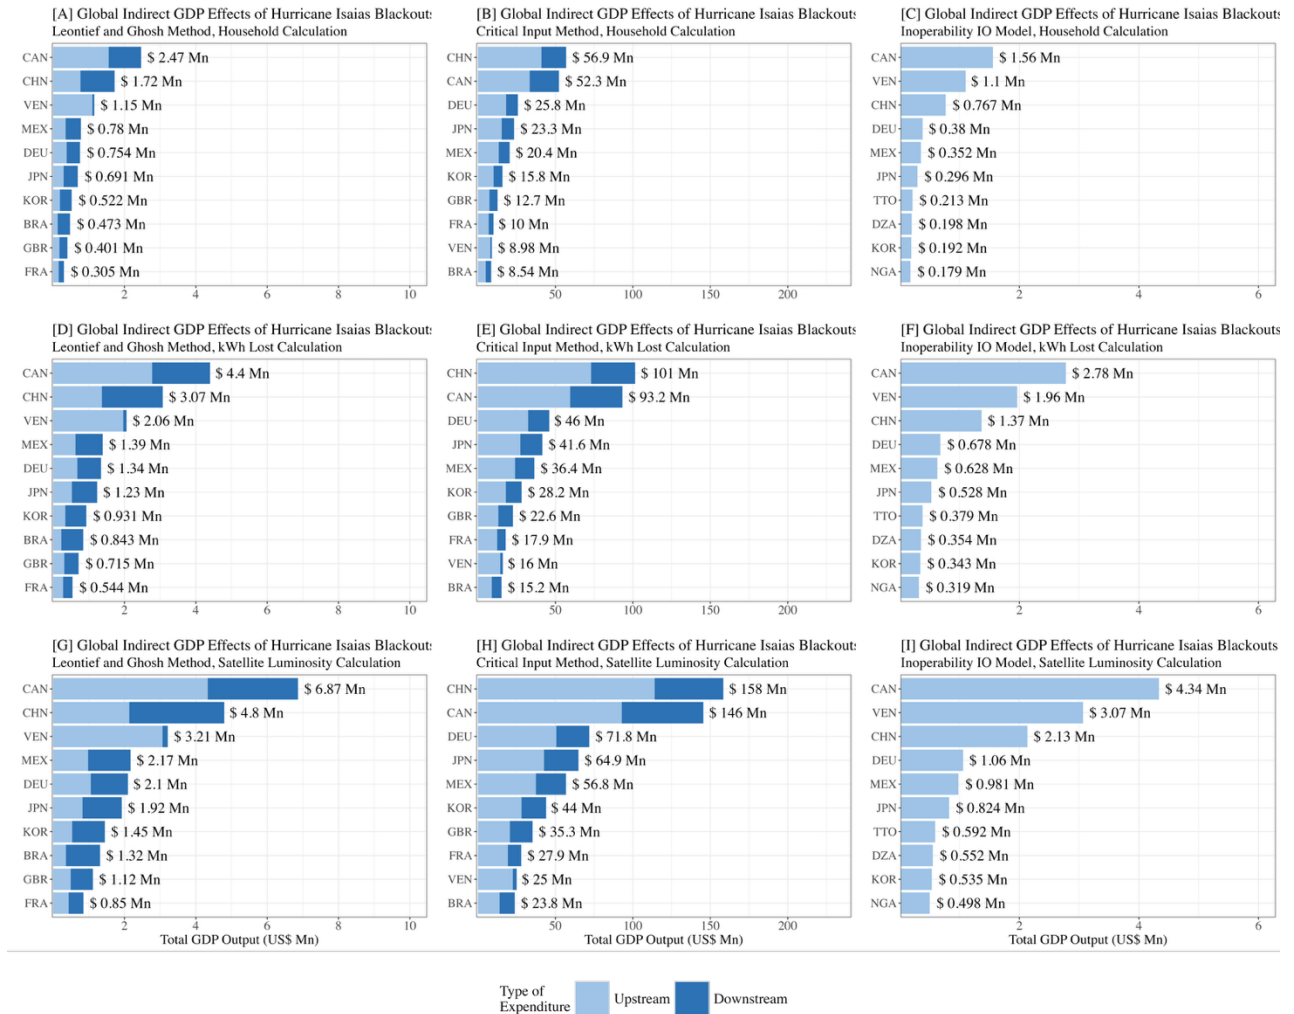 [A] Global Indirect GDP Effects of Hurricane Isaias Blackouts
Leontief and Ghosh Method, Household Calculation
CAN $ 2.47 Mn
CHN $ 1.72 Mn
VEN $ 1.15 Mn
MEX $ 0.78 Mn
DEU $ 0.754 Mn
JPN $ 0.691 Mn
KOR $ 0.522 Mn
BRA $ 0.473 Mn
GBR $ 0.401 Mn
FRA $ 0.305 Mn
2 4 6 8 10
[B] Global Indirect GDP Effects of Hurricane Isaias Blackouts
Critical Input Method, Household Calculation
CHN $ 56.9 Mn
CAN $ 52.3 Mn
DEU $ 25.8 Mn
JPN $ 23.3 Mn
MEX $ 20.4 Mn
KOR $ 15.8 Mn
GBR $ 12.7 Mn
FRA $ 10 Mn
VEN $ 8.98 Mn
BRA $ 8.54 Mn
50 100 150 200
[C] Global Indirect GDP Effects of Hurricane Isaias Blackouts
Inoperability IO Model, Household Calculation
CAN $ 1.56 Mn
VEN $ 1.1 Mn
CHN $ 0.767 Mn
DEU $ 0.38 Mn
MEX $ 0.352 Mn
JPN $ 0.296 Mn
TTO $ 0.213 Mn
DZA $ 0.198 Mn
KOR $ 0.192 Mn
NGA $ 0.179 Mn
2 4 6
[D] Global Indirect GDP Effects of Hurricane Isaias Blackouts
Leontief and Ghosh Method, kWh Lost Calculation
CAN $ 4.4 Mn
CHN $ 3.07 Mn
VEN $ 2.06 Mn
MEX $ 1.39 Mn
DEU $ 1.34 Mn
JPN $ 1.23 Mn
KOR $ 0.931 Mn
BRA $ 0.843 Mn
GBR $ 0.715 Mn
FRA $ 0.544 Mn
2 4 6 8 10
[E] Global Indirect GDP Effects of Hurricane Isaias Blackouts
Critical Input Method, kWh Lost Calculation
CHN $ 101 Mn
CAN $ 93.2 Mn
DEU $ 46 Mn
JPN $ 41.6 Mn
MEX $ 36.4 Mn
KOR $ 28.2 Mn
GBR $ 22.6 Mn
FRA $ 17.9 Mn
VEN $ 16 Mn
BRA $ 15.2 Mn
50 100 150 200
[F] Global Indirect GDP Effects of Hurricane Isaias Blackouts
Inoperability IO Model, kWh Lost Calculation
CAN $ 2.78 Mn
VEN $ 1.96 Mn
CHN $ 1.37 Mn
DEU $ 0.678 Mn
MEX $ 0.628 Mn
JPN $ 0.528 Mn
TTO $ 0.379 Mn
DZA $ 0.354 Mn
KOR $ 0.343 Mn
NGA $ 0.319 Mn
2 4 6
[G] Global Indirect GDP Effects of Hurricane Isaias Blackouts
Leontief and Ghosh Method, Satellite Luminosity Calculation
CAN $ 6.87 Mn
CHN $ 4.8 Mn
VEN $ 3.21 Mn
MEX $ 2.17 Mn
DEU $ 2.1 Mn
JPN $ 1.92 Mn
KOR $ 1.45 Mn
BRA $ 1.32 Mn
GBR $ 1.12 Mn
FRA $ 0.85 Mn
2 4 6 8 10
Total GDP Output (US$ Mn)
[H] Global Indirect GDP Effects of Hurricane Isaias Blackouts
Critical Input Method, Satellite Luminosity Calculation
CHN $ 158 Mn
CAN $ 146 Mn
DEU $ 71.8 Mn
JPN $ 64.9 Mn
MEX $ 56.8 Mn
KOR $ 44 Mn
GBR $ 35.3 Mn
FRA $ 27.9 Mn
VEN $ 25 Mn
BRA $ 23.8 Mn
50 100 150 200
Total GDP Output (US$ Mn)
[I] Global Indirect GDP Effects of Hurricane Isaias Blackouts
Inoperability IO Model, Satellite Luminosity Calculation
CAN $ 4.34 Mn
VEN $ 3.07 Mn
CHN $ 2.13 Mn
DEU $ 1.06 Mn
MEX $ 0.981 Mn
JPN $ 0.824 Mn
TTO $ 0.592 Mn
DZA $ 0.552 Mn
KOR $ 0.535 Mn
NGA $ 0.498 Mn
2 4 6
Total GDP Output (US$ Mn)
Type of
Expenditure
Upstream
Downstream